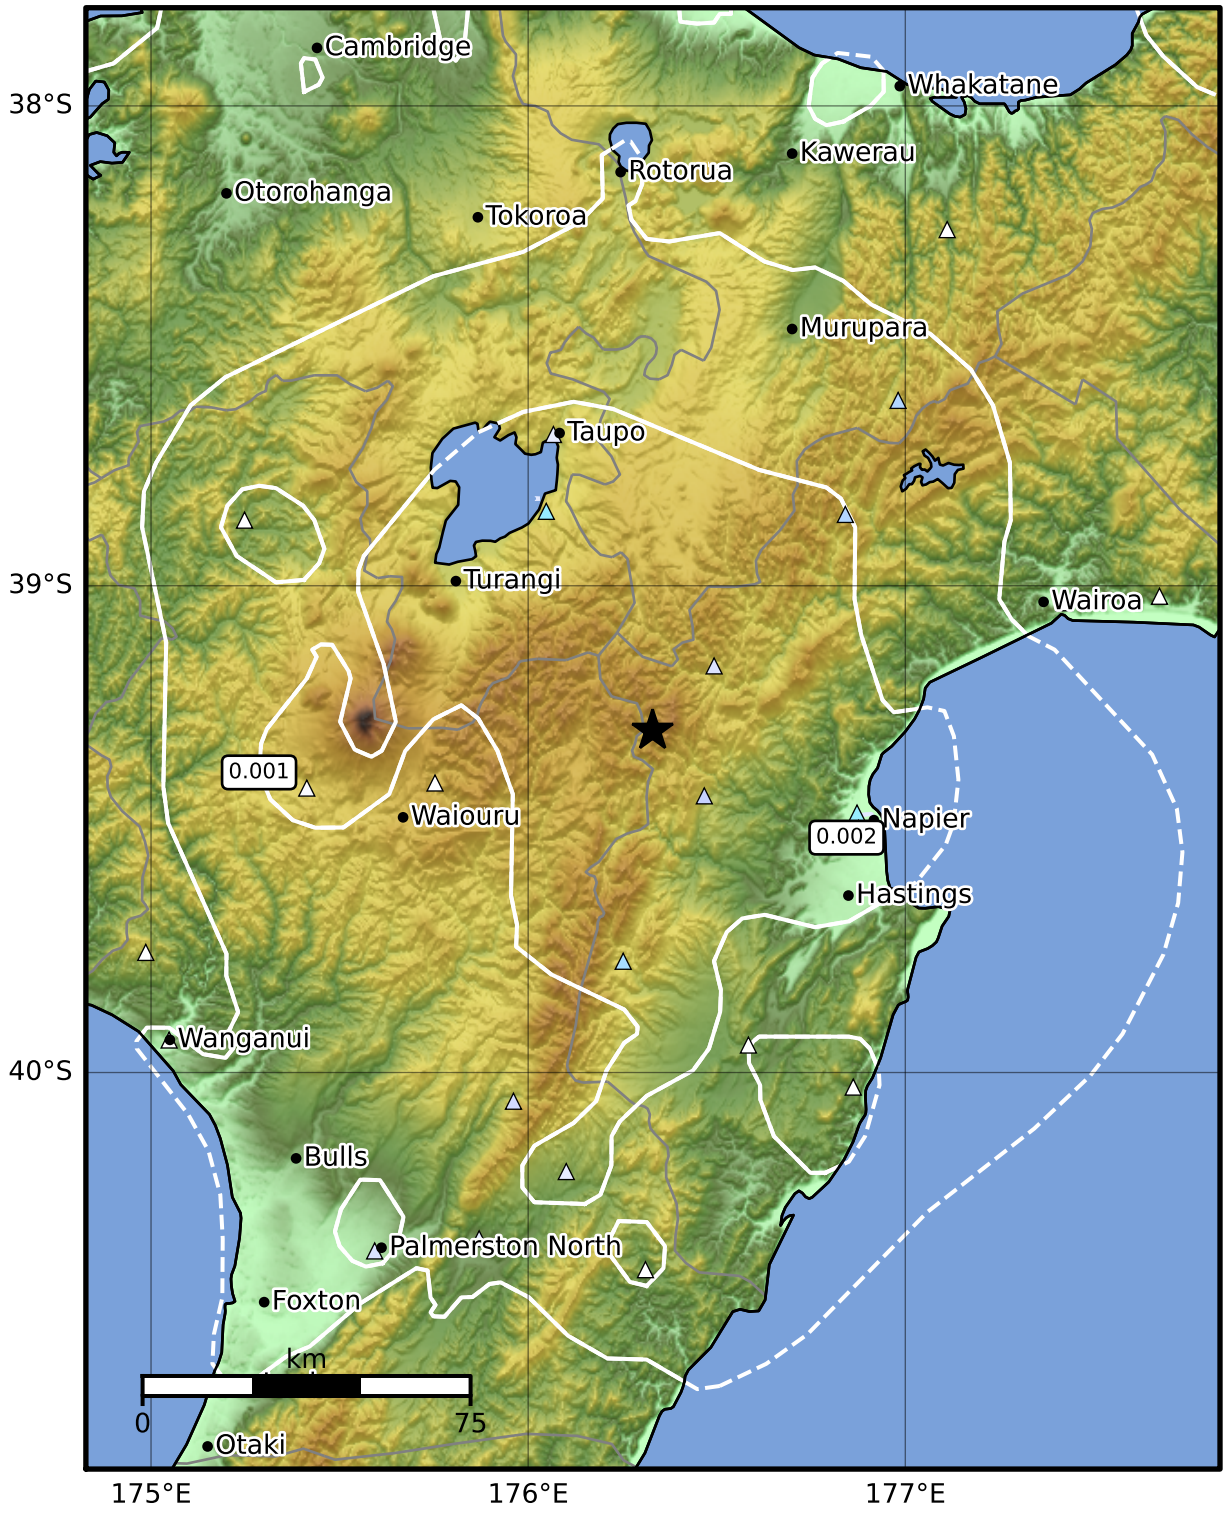 Cambridge
Whakatane
38°S
Kawerau
Rotorua
Otorohanga
Tokoroa
Murupara
Taupo
39°S
Turangi
Wairoa
0.001
Waiouru
Napier
0.002
Hastings
Wanganui
40°S
Bulls
Palmerston North
Foxton
km
0 75
Otaki
175°E 176°E 177°E